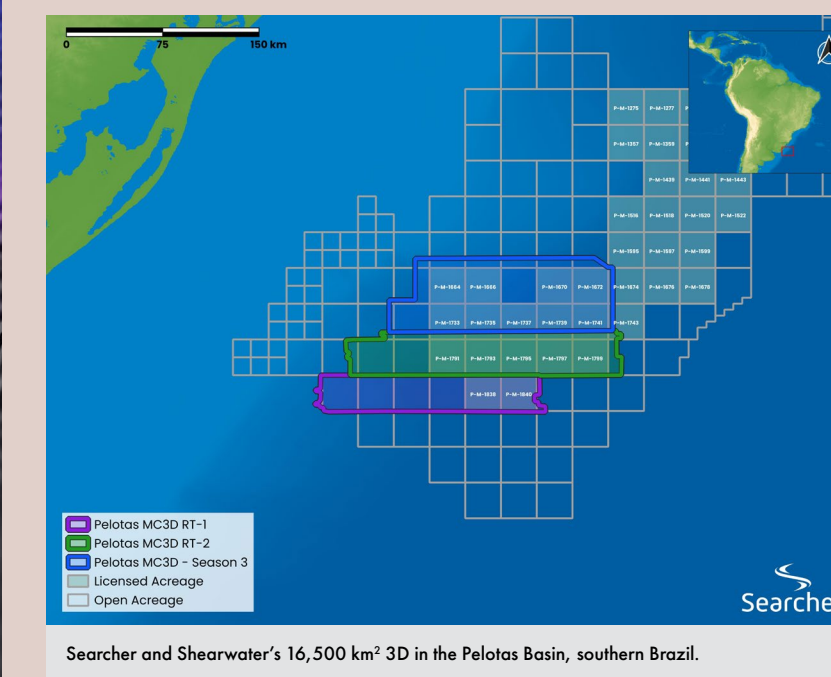 0 75 150 km
P-M-1275 P-M-1277 P
P-M-1357 P-M-1359 P
P-M-1439 P-M-1441 P-M-1443
P-M-1516 P-M-1518 P-M-1520 P-M-1522
P-M-1595 P-M-1597 P-M-1599
P-M-1664 P-M-1666 P-M-1670 P-M-1672 P-M-1674 P-M-1676 P-M-1678
P-M-1733 P-M-1735 P-M-1737 P-M-1739 P-M-1741 P-M-1743
P-M-1791 P-M-1793 P-M-1795 P-M-1797 P-M-1799
P-M-1838 P-M-1840
Pelotas MC3D RT-1
Pelotas MC3D RT-2
Pelotas MC3D - Season 3
Licensed Acreage
Open Acreage
Searche
Searcher and Shearwater's 16,500 km² 3D in the Pelotas Basin, southern Brazil.